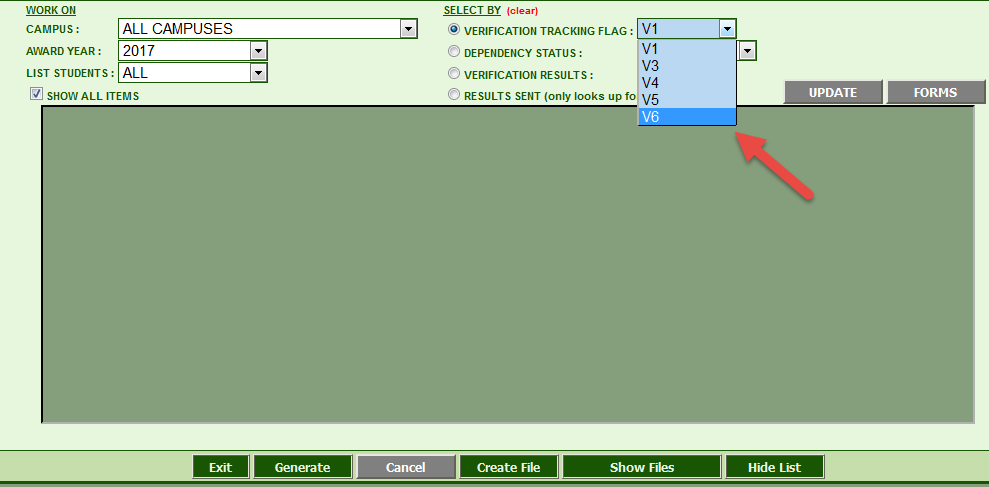 WORK ON
CAMPUS : ALL CAMPUSES
AWARD YEAR : 2017
LIST STUDENTS : ALL
SHOW ALL ITEMS
SELECT BY (clear)
VERIFICATION TRACKING FLAG : V1
V1
V3
V4
V5
V6
DEPENDENCY STATUS :
VERIFICATION RESULTS :
RESULTS SENT (only looks up fo
UPDATE FORMS
Exit Generate Cancel Create File Show Files Hide List